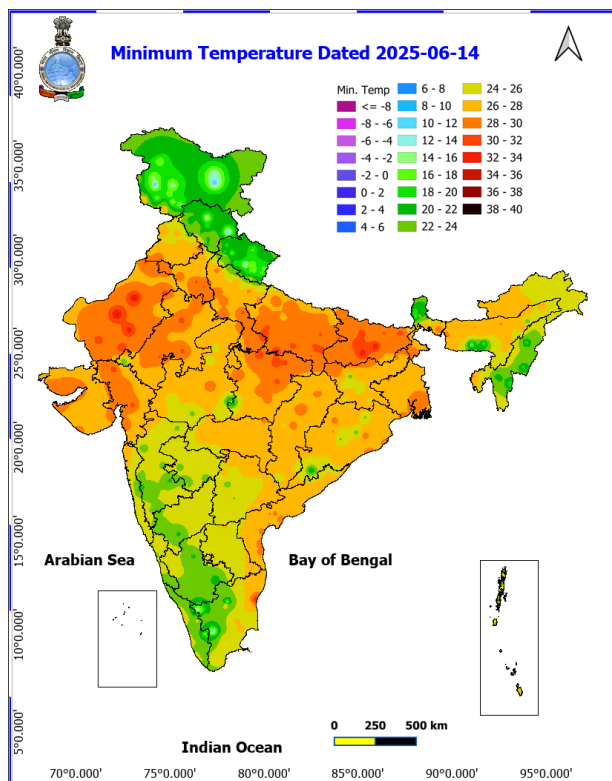 Minimum Temperature Dated 2025-06-14
Min. Temp
<= -8
-8 - -6
-6 - -4
-4 - -2
-2 - 0
0 - 2
2 - 4
4 - 6
6 - 8
8 - 10
10 - 12
12 - 14
14 - 16
16 - 18
18 - 20
20 - 22
22 - 24
24 - 26
26 - 28
28 - 30
30 - 32
32 - 34
34 - 36
36 - 38
38 - 40
40°0.000'
35°0.000'
30°0.000'
25°0.000'
20°0.000'
15°0.000'
10°0.000'
5°0.000'
Arabian Sea
Bay of Bengal
Indian Ocean
0 250 500 km
70°0.000' 75°0.000' 80°0.000' 85°0.000' 90°0.000' 95°0.000'